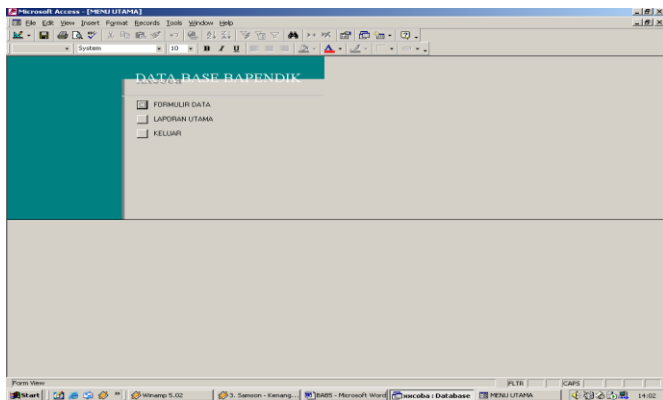 Microsoft Access - [MENU UTAMA]
File Edit View Insert Format Records Tools Window Help
System 10 B I U
DATA BASE BAPENDIK
FORMULIR DATA
LAPORAN UTAMA
KELUAR
Form View FLTR CAPS
Start Winamp 5.02 3. Samson - Kenang... BAB5 - Microsoft Word : Database MENU UTAMA 14:02